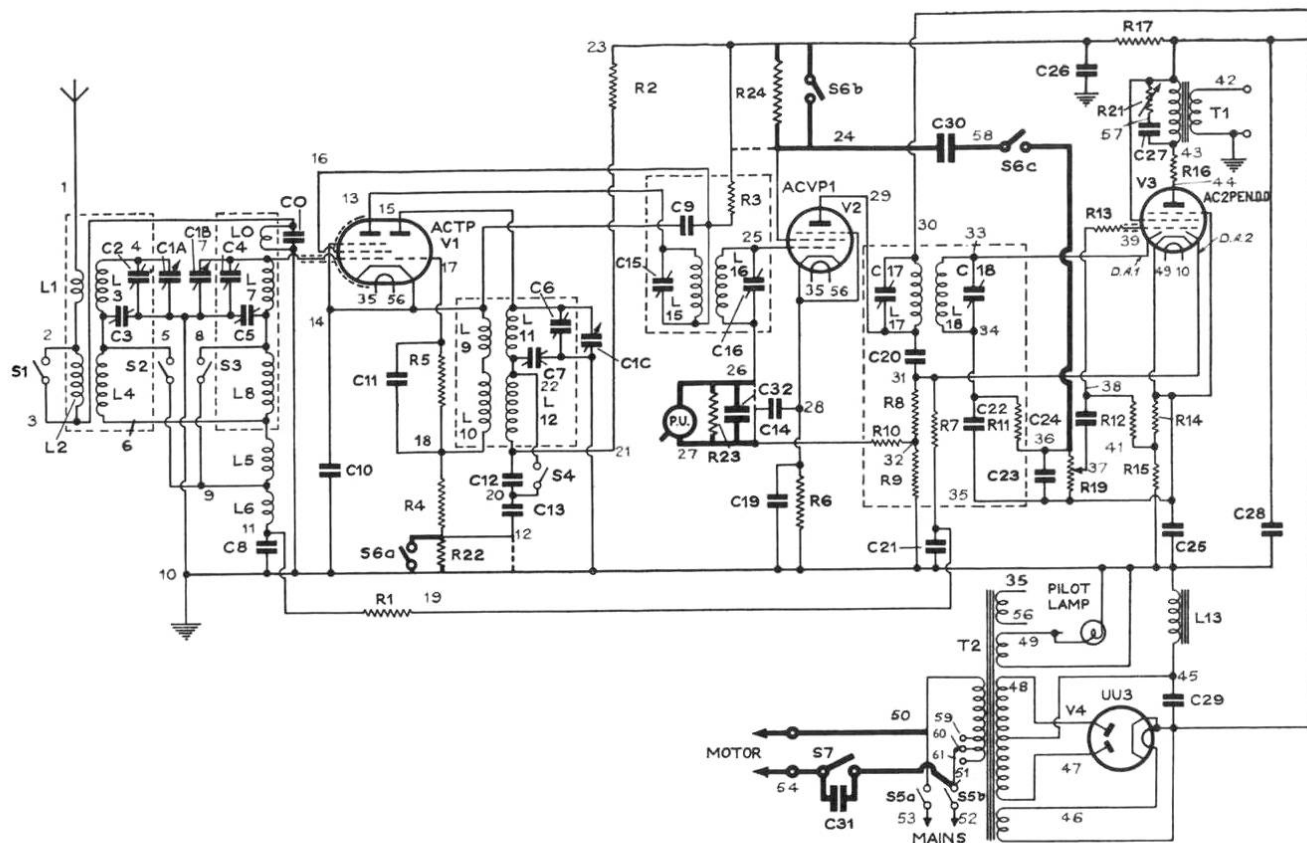 R17
23
C26
42
R2
R24
S6b
R21
57
T1
C27
43
16
24
C30
58
S6c
R16
V3
44
AC2PEN.D.D
1
13
15
CO
ACTP
V1
C9
R3
ACVP1
29
V2
30
R13
39
D.A.2
LO
C2
4
C1A
C1B
7
C4
17
C15
25
L
16
33
D.A.1
49
10
L1
L
3
L
7
35
56
C6
L
15
35
56
C
17
L
17
C
18
L
18
2
C3
5
8
C5
14
L
9
L
11
C7
C1C
C16
34
S1
S2
S3
C11
R5
22
26
C32
C20
31
38
3
L4
L8
L
10
L
12
P.U.
C14
28
R8
R7
C22
R11
C24
R12
R14
L2
6
18
21
27
R23
R10
32
36
41
L5
C10
C12
S4
R9
C23
37
R15
9
20
C19
R6
35
R19
L6
R4
C13
11
12
C8
S6a
R22
C21
C25
C28
10
R1
19
35
PILOT
LAMP
56
L13
T2
49
48
45
UU3
C29
50
59
V4
60
MOTOR
S7
61
51
47
54
S5a
S5b
C31
53
52
46
MAINS